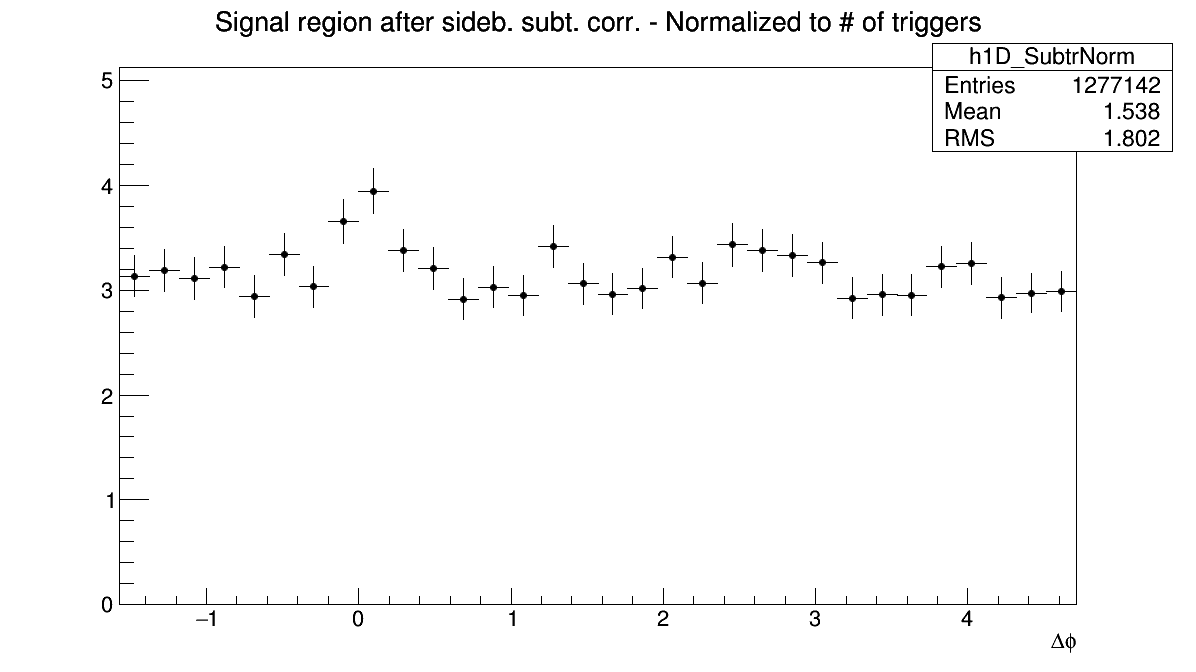 Signal region after sideb. subt. corr. - Normalized to # of triggers
h1D_SubtrNorm
Entries 1277142
Mean 1.538
RMS 1.802
5
4
3
2
1
0
−1 0 1 2 3 4
Δϕ